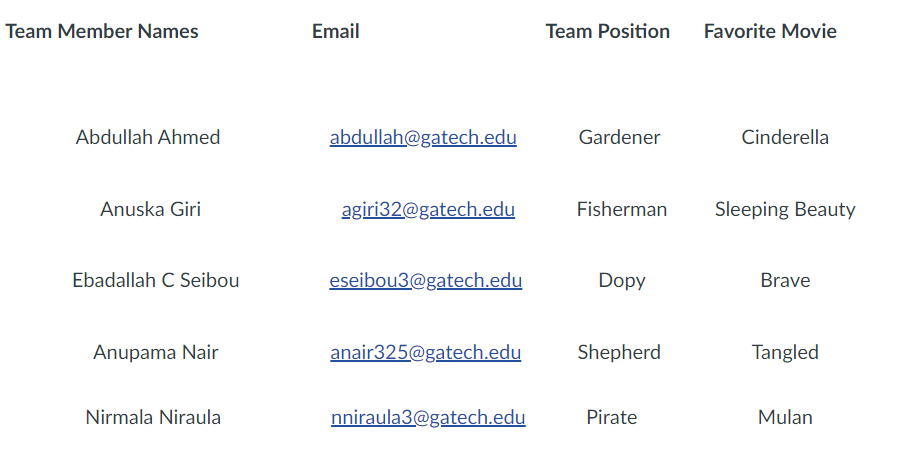 Team Member Names Email Team Position Favorite Movie
Abdullah Ahmed abdullah@gatech.edu Gardener Cinderella
Anuska Giri agiri32@gatech.edu Fisherman Sleeping Beauty
Ebadallah C Seibou eseibou3@gatech.edu Dopy Brave
Anupama Nair anair325@gatech.edu Shepherd Tangled
Nirmala Niraula nniraula3@gatech.edu Pirate Mulan